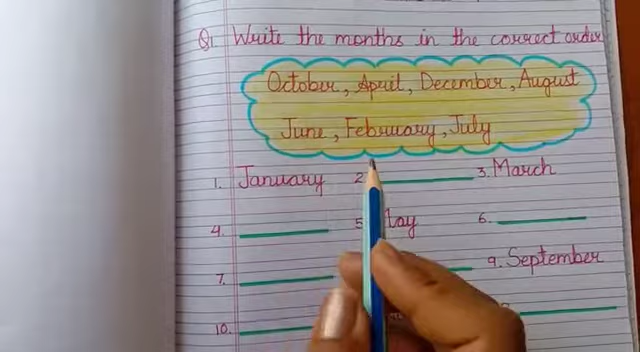 Q1. Write the months in the correct order
October, April, December, August
June, February, July
1. January 2. 3. March
4. 5. May 6.
7. 9. September
10.